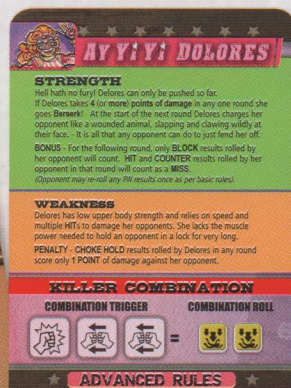 AY YI YI DOLORES
STRENGTH
Hell hath no fury! Delores can only be pushed so far.
If Delores takes 4 (or more) points of damage in any one round she
goes Berserk! At the start of the next round Delores charges her
opponent like a wounded animal, slapping and clawing wildly at
their face. - It is all that any opponent can do to just fend her off.
BONUS - For the following round, only BLOCK results rolled by
her opponent will count. HIT and COUNTER results rolled by her
opponent in that round will count as a MISS.
(Opponent may re-roll any PIN results once as per basic rules).
WEAKNESS
Delores has low upper body strength and relies on speed and
multiple HITs to damage her opponents. She lacks the muscle
power needed to hold an opponent in a lock for very long.
PENALTY - CHOKE HOLD results rolled by Delores in any round
score only 1 POINT of damage against her opponent.
KILLER COMBINATION
COMBINATION TRIGGER COMBINATION ROLL
=
ADVANCED RULES